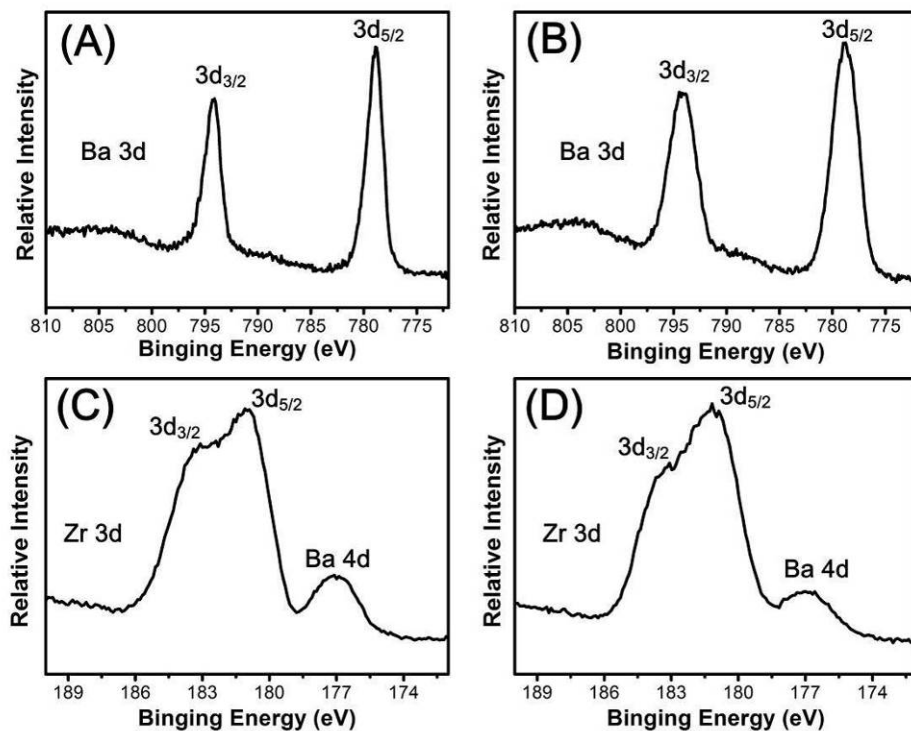 (A)
3d5/2
3d3/2
Ba 3d
Relative Intensity
810 805 800 795 790 785 780 775
Binging Energy (eV)
(B)
3d5/2
3d3/2
Ba 3d
Relative Intensity
810 805 800 795 790 785 780 775
Binging Energy (eV)
(C)
3d5/2
3d3/2
Zr 3d
Ba 4d
Relative Intensity
189 186 183 180 177 174
Binging Energy (eV)
(D)
3d5/2
3d3/2
Zr 3d
Ba 4d
Relative Intensity
189 186 183 180 177 174
Binging Energy (eV)